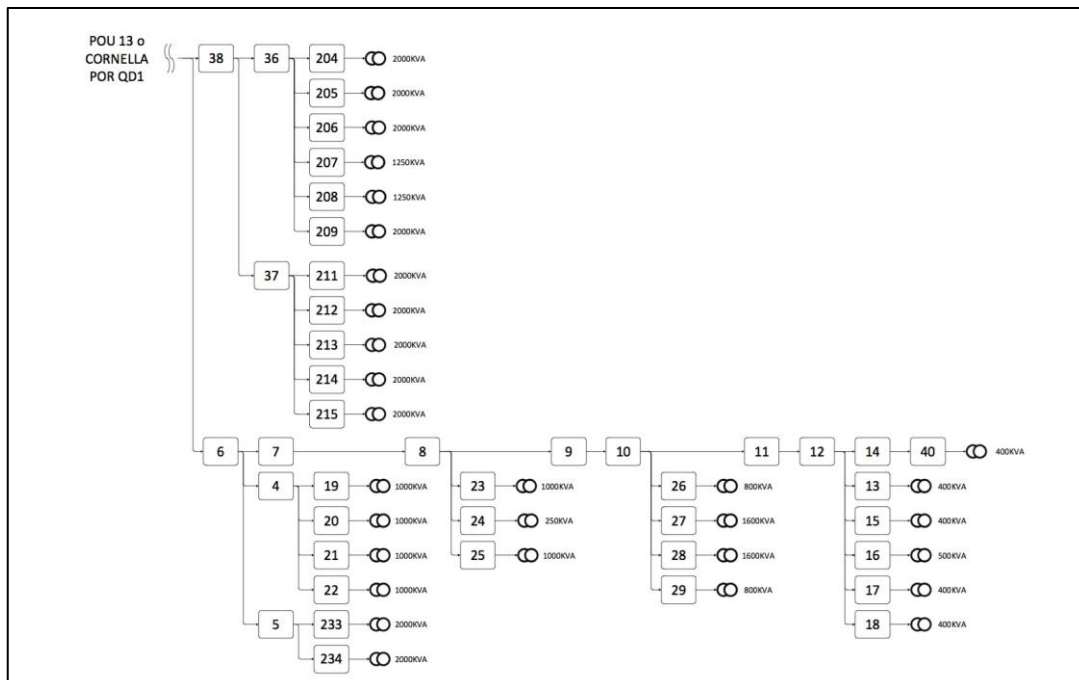 POU 13 o
CORNELLA
POR QD1
38 36 204 2000KVA
205 2000KVA
206 2000KVA
207 1250KVA
208 1250KVA
209 2000KVA
37 211 2000KVA
212 2000KVA
213 2000KVA
214 2000KVA
215 2000KVA
6 7 8 9 10 11 12 14 40 400KVA
4 19 1000KVA 23 1000KVA 26 800KVA 13 400KVA
20 1000KVA 24 250KVA 27 1600KVA 15 400KVA
21 1000KVA 25 1000KVA 28 1600KVA 16 500KVA
22 1000KVA 29 800KVA 17 400KVA
5 233 2000KVA 18 400KVA
234 2000KVA